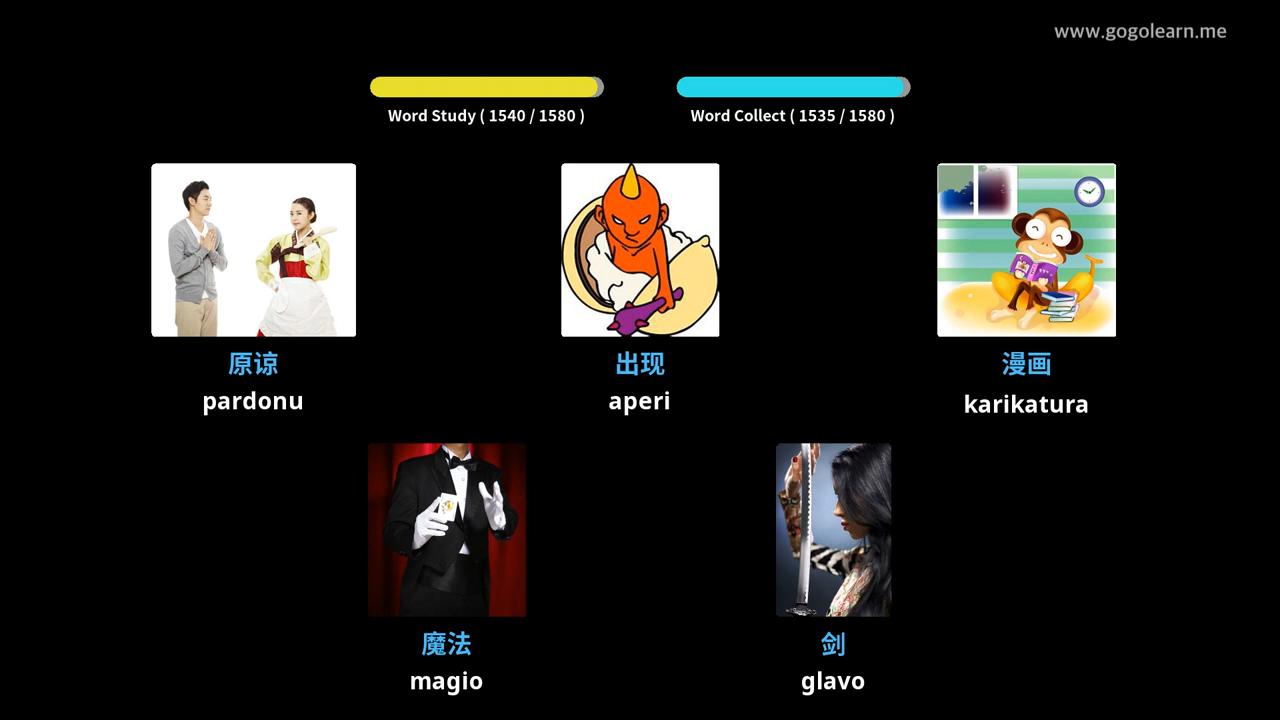 www.gogolearn.me
Word Study ( 1540 / 1580 )
Word Collect ( 1535 / 1580 )
原谅
pardonu
出现
aperi
漫画
karikatura
魔法
magio
剑
glavo